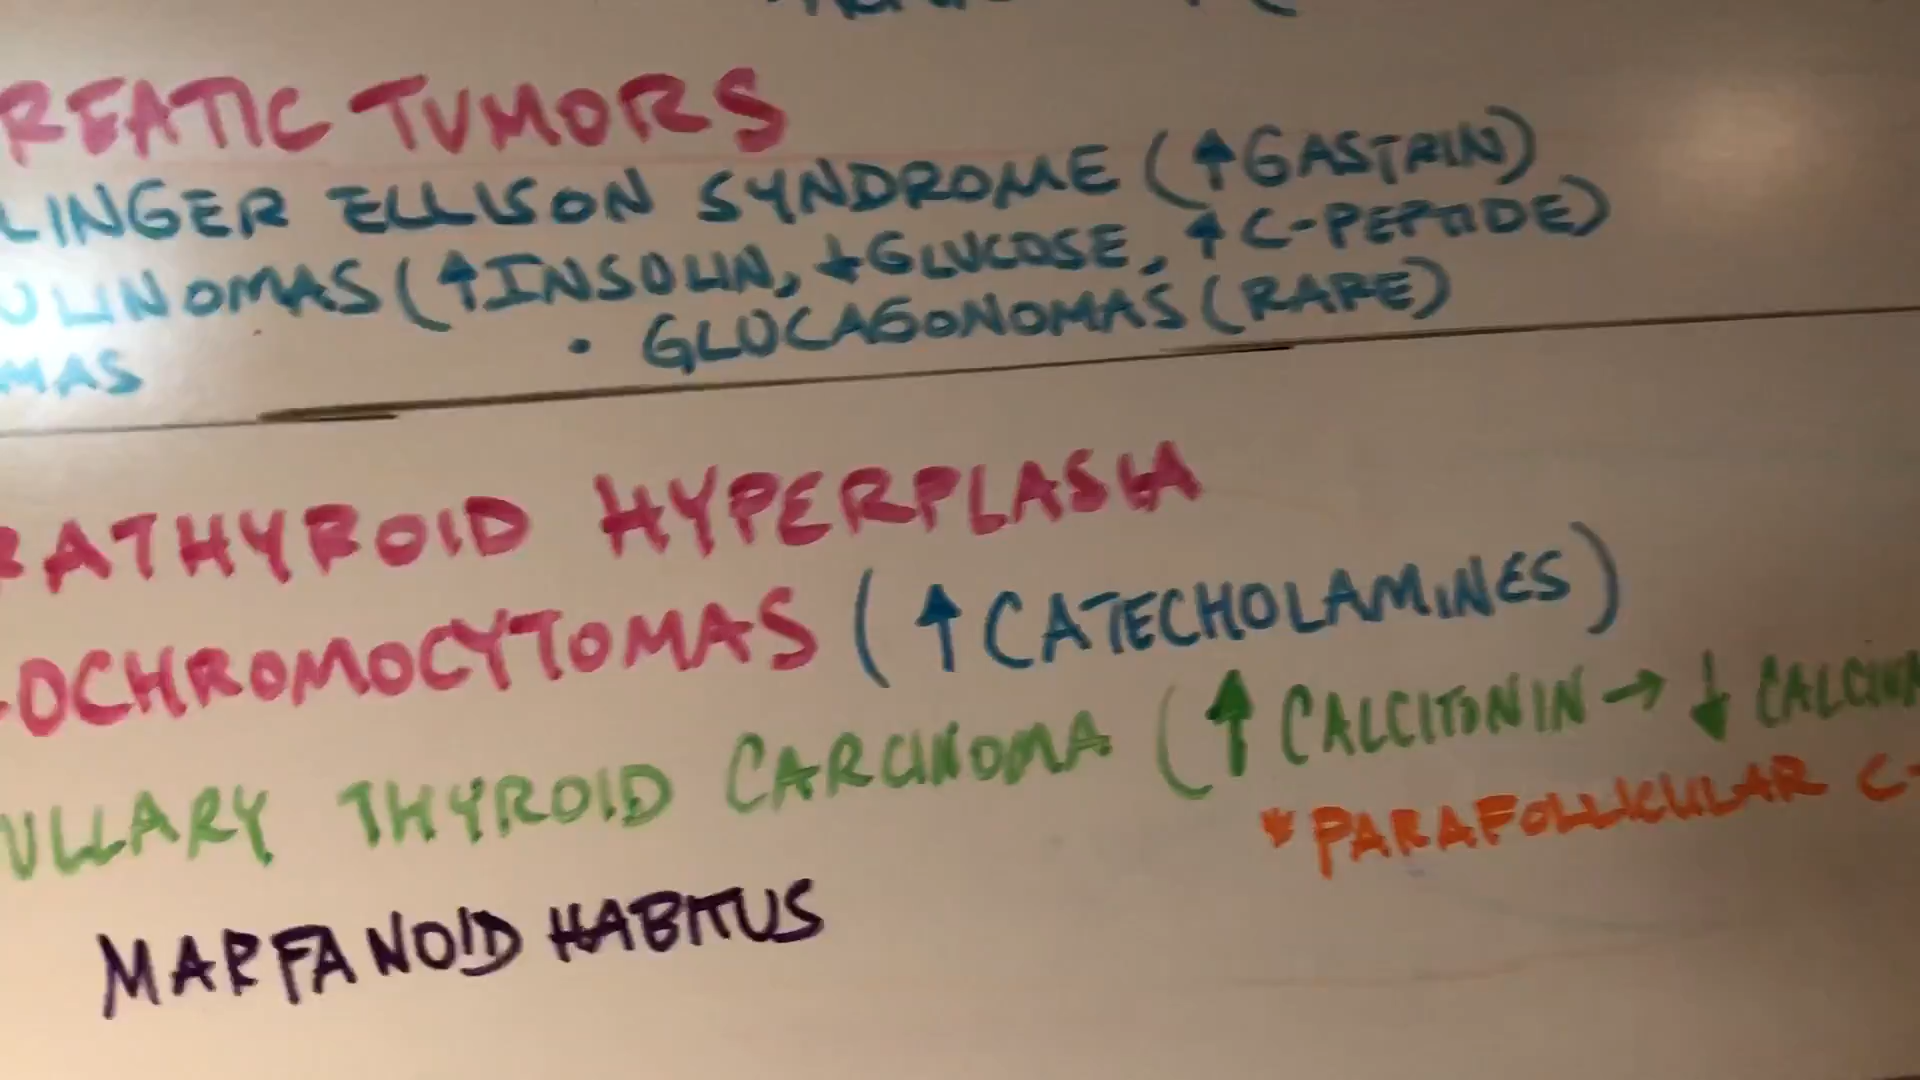 REATIC TUMORS
LINGER ELLISON SYNDROME (↑GASTRIN)
ULINOMAS (↑INSULIN, ↓GLUCOSE, ↑C-PEPTIDE)
MAS • GLUCAGONOMAS (RARE)
RATHYROID HYPERPLASIA
OCHROMOCYTOMAS (↑CATECHOLAMINES)
ULLARY THYROID CARCINOMA (↑CALCITONIN → ↓ CALCIUM
*PARAFOLLICULAR C-
MARFANOID HABITUS